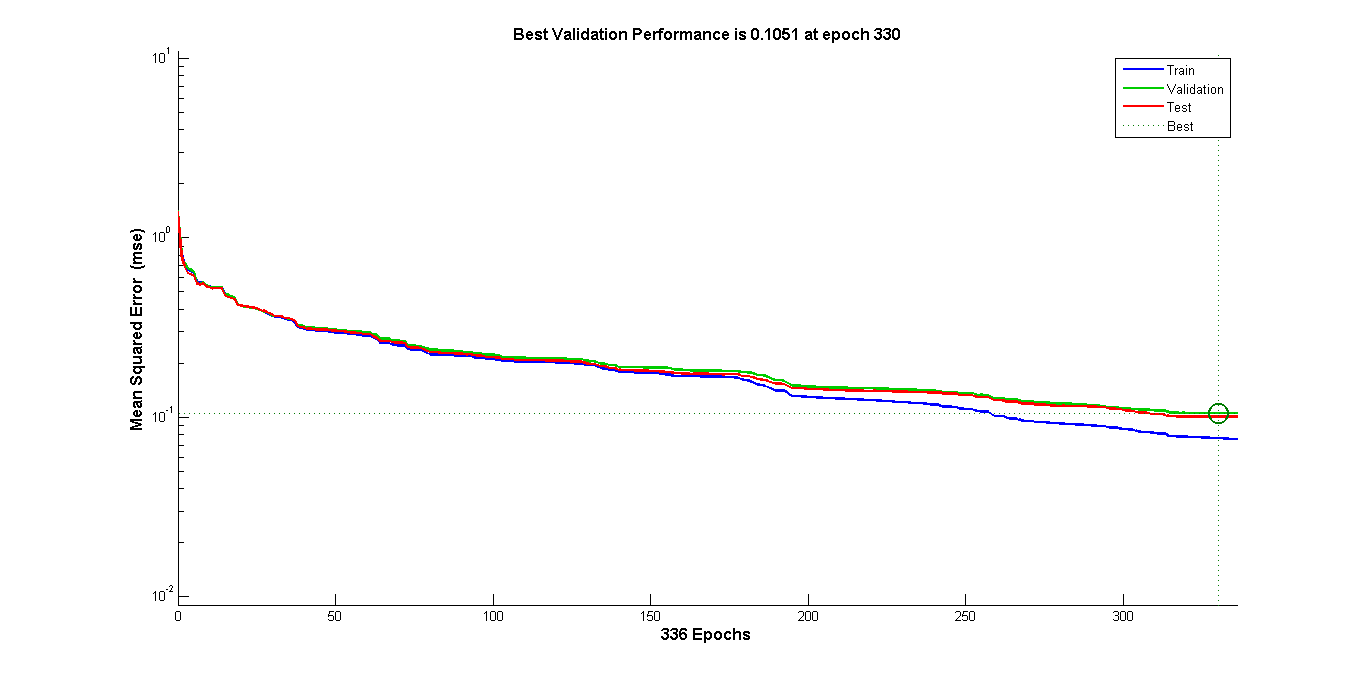 Best Validation Performance is 0.1051 at epoch 330
Train
Validation
Test
Best
Mean Squared Error (mse)
10^1
10^0
10^-1
10^-2
0 50 100 150 200 250 300
336 Epochs